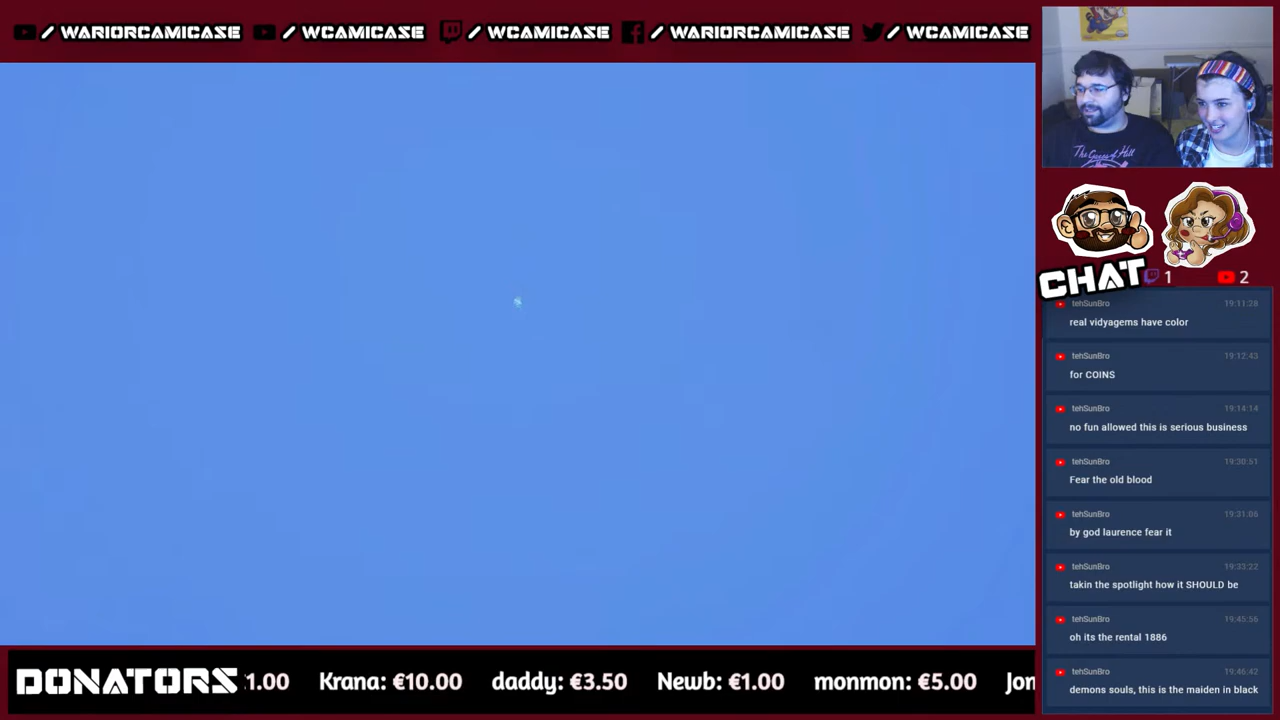 / WARIORCAMICASE / WCAMICASE / WCAMICASE / WARIORCAMICASE / WCAMICASE
CHAT 1 2
tehSunBro 19:11:28
real vidyagems have color
tehSunBro 19:12:43
for COINS
tehSunBro 19:14:14
no fun allowed this is serious business
tehSunBro 19:30:51
Fear the old blood
tehSunBro 19:31:06
by god laurence fear it
tehSunBro 19:33:22
takin the spotlight how it SHOULD be
tehSunBro 19:45:56
oh its the rental 1886
tehSunBro 19:46:42
demons souls, this is the maiden in black
DONATORS 1.00 Krana: €10.00 daddy: €3.50 Newb: €1.00 monmon: €5.00 Jon